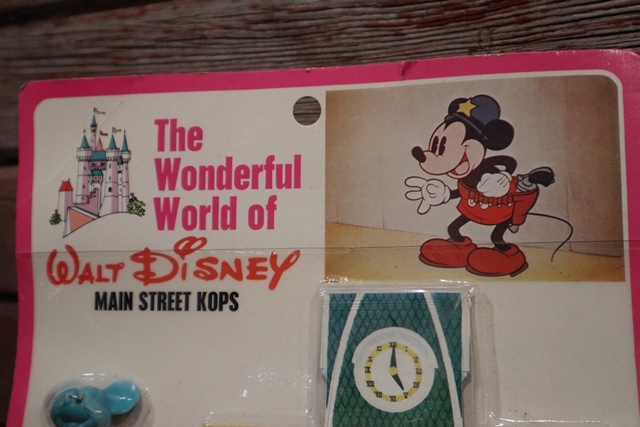 The
Wonderful
World of
WALT DISNEY
MAIN STREET KOPS